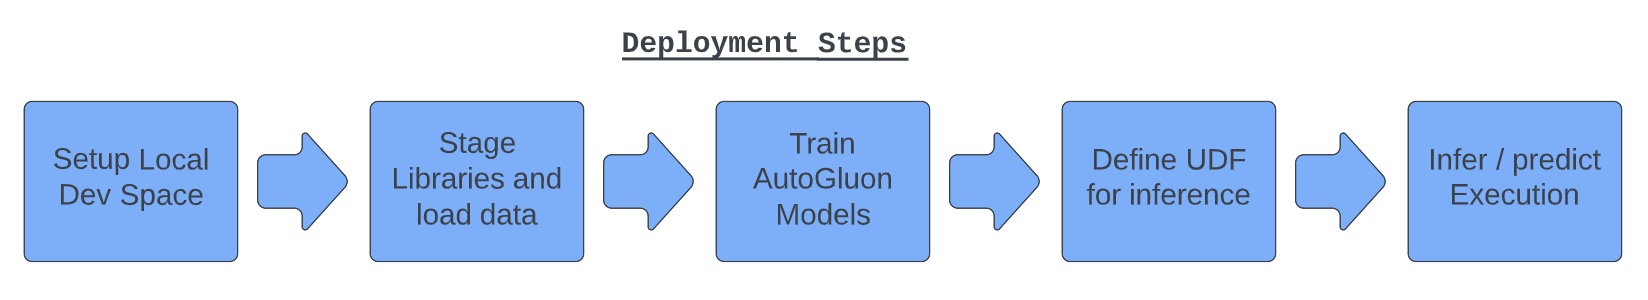 Deployment Steps
Setup Local
Dev Space
Stage
Libraries and
load data
Train
AutoGluon
Models
Define UDF
for inference
Infer / predict
Execution